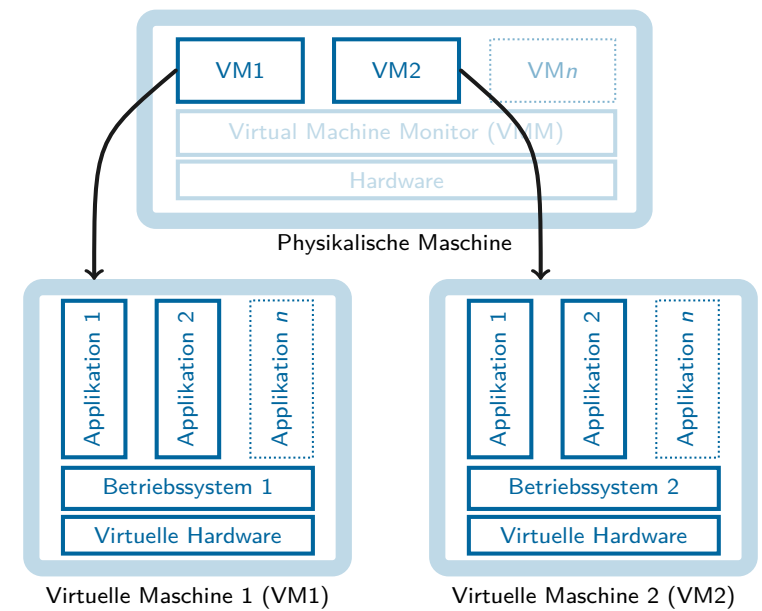 VM1
VM2
VMn
Virtual Machine Monitor (VMM)
Hardware
Physikalische Maschine
Applikation 1
Applikation 2
Applikation n
Betriebssystem 1
Virtuelle Hardware
Virtuelle Maschine 1 (VM1)
Applikation 1
Applikation 2
Applikation n
Betriebssystem 2
Virtuelle Hardware
Virtuelle Maschine 2 (VM2)